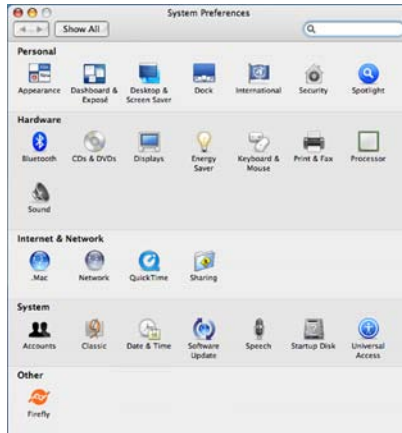 System Preferences
Show All
Personal
Appearance Dashboard & Exposé Desktop & Screen Saver Dock International Security Spotlight
Hardware
Bluetooth CDs & DVDs Displays Energy Saver Keyboard & Mouse Print & Fax Processor
Sound
Internet & Network
.Mac Network QuickTime Sharing
System
Accounts Classic Date & Time Software Update Speech Startup Disk Universal Access
Other
Firefly